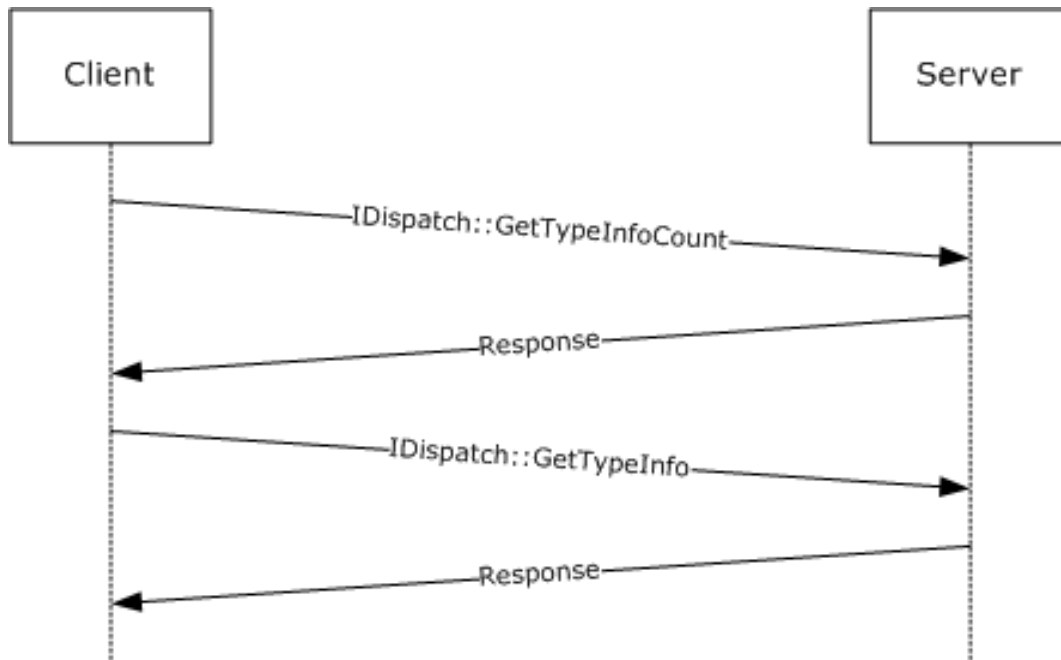 Client
Server
IDispatch::GetTypeInfoCount
Response
IDispatch::GetTypeInfo
Response